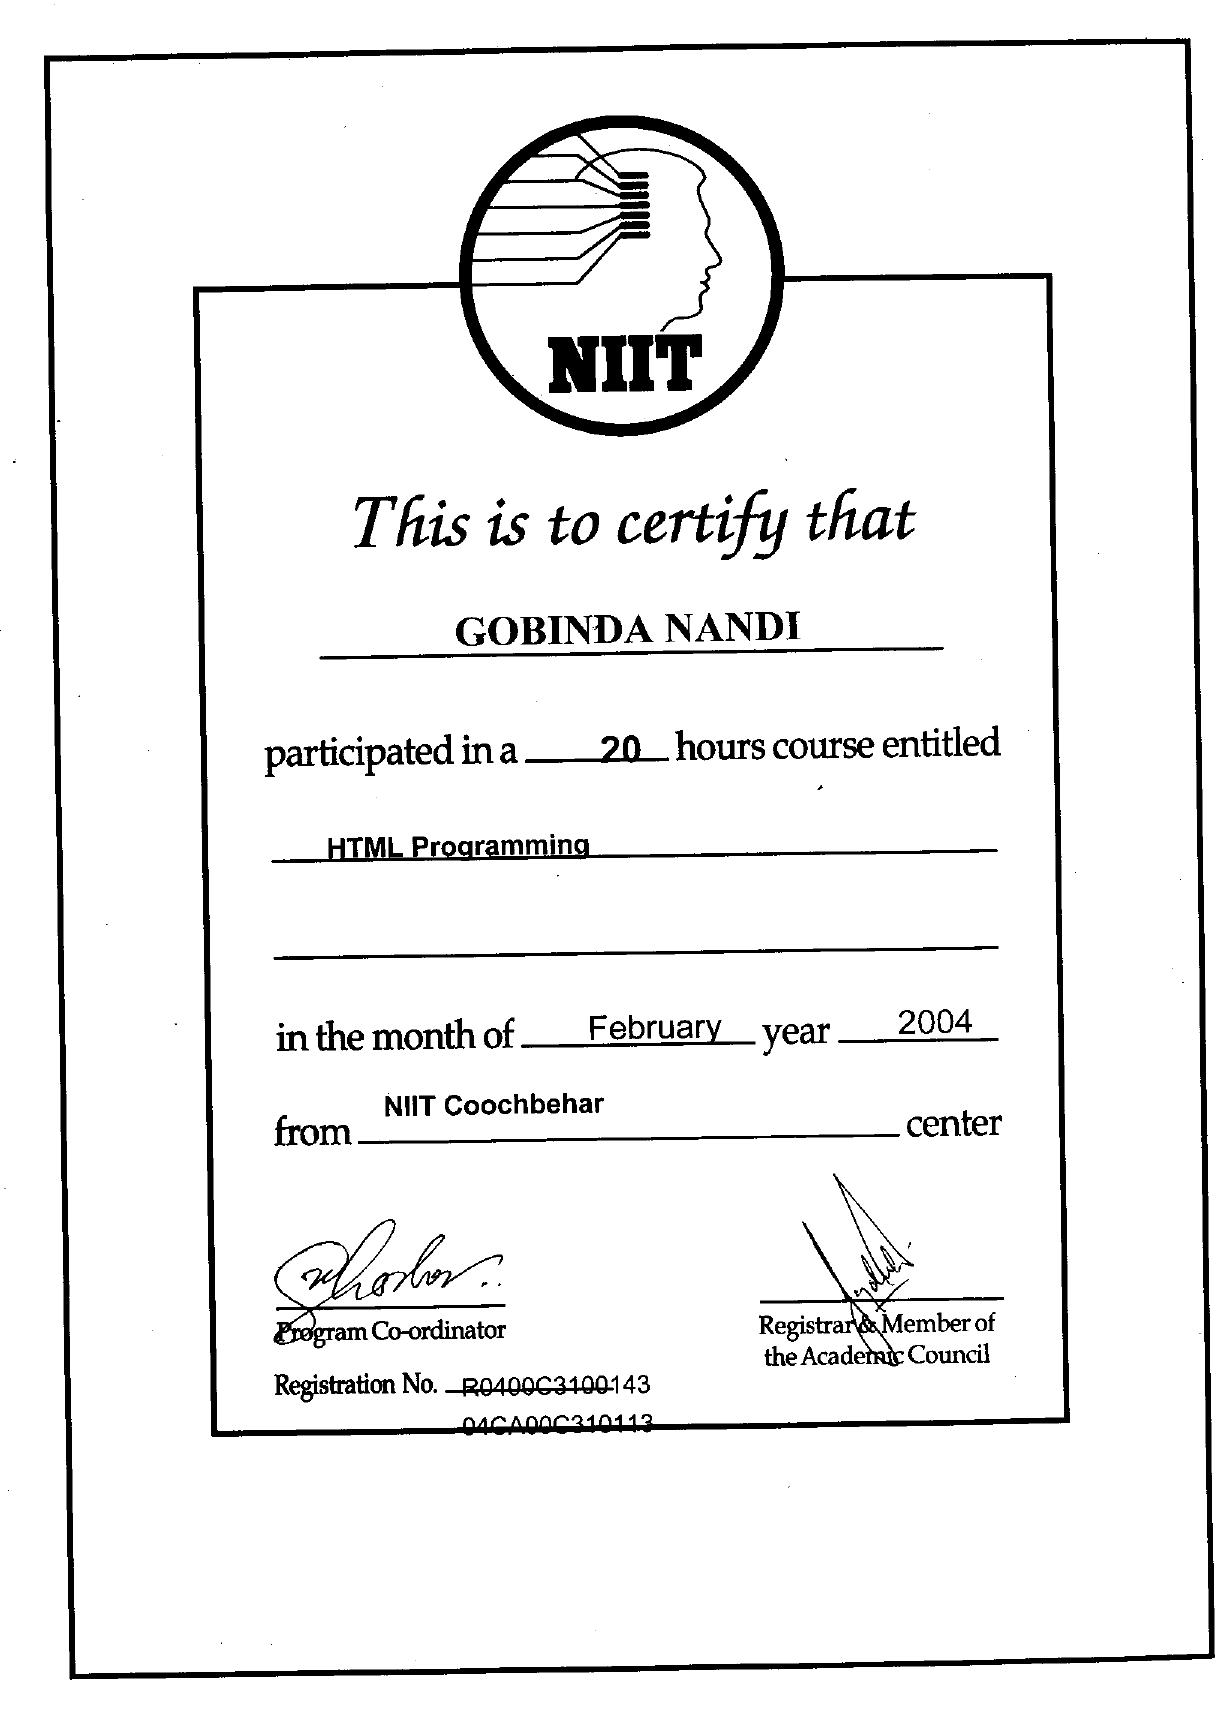 NIIT
This is to certify that
GOBINDA NANDI
participated in a 20 hours course entitled
HTML Programming
in the month of February year 2004
from NIIT Coochbehar center
Program Co-ordinator
Registrar & Member of
the Academic Council
Registration No. R0400C3100143
04CA00C310113